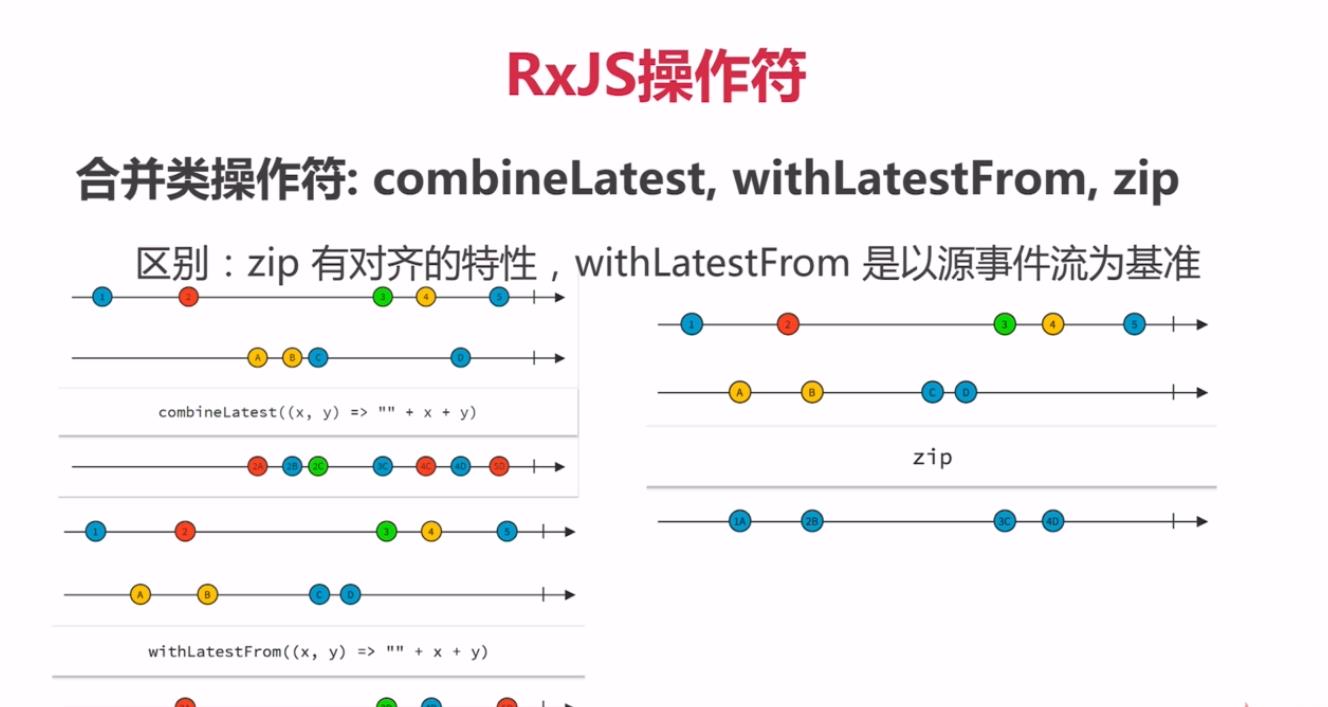 RxJS操作符
合并类操作符: combineLatest, withLatestFrom, zip
区别：zip 有对齐的特性，withLatestFrom 是以源事件流为基准
1 2 3 4 5
A B C D
combineLatest((x, y) => "" + x + y)
2A 2B 2C 3C 4C 4D 5D
1 2 3 4 5
A B C D
withLatestFrom((x, y) => "" + x + y)
1 2 3 4 5
A B C D
zip
1A 2B 3C 4D